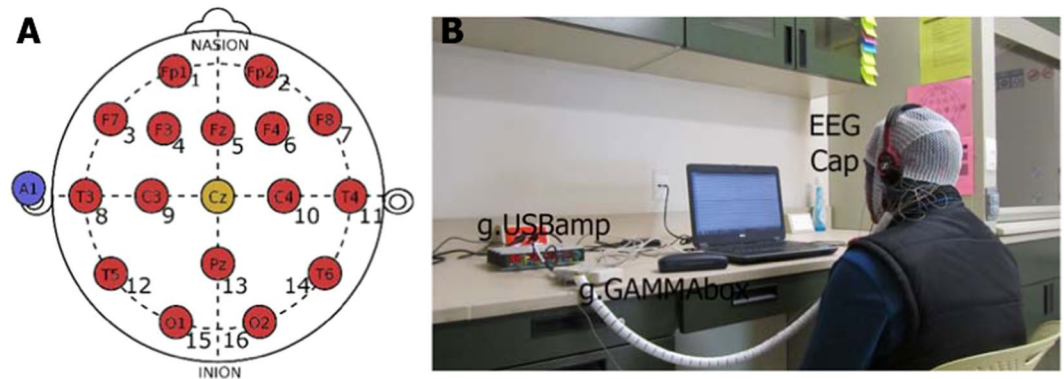 A
NASION
Fp1 1 Fp2 2
F7 3 F3 4 Fz 5 F4 6 F8 7
A1 T3 8 C3 9 Cz C4 10 T4 11
T5 12 Pz 13 14 T6
O1 15 16 O2
INION
B
EEG
Cap
g.USBamp
g.GAMMAbox